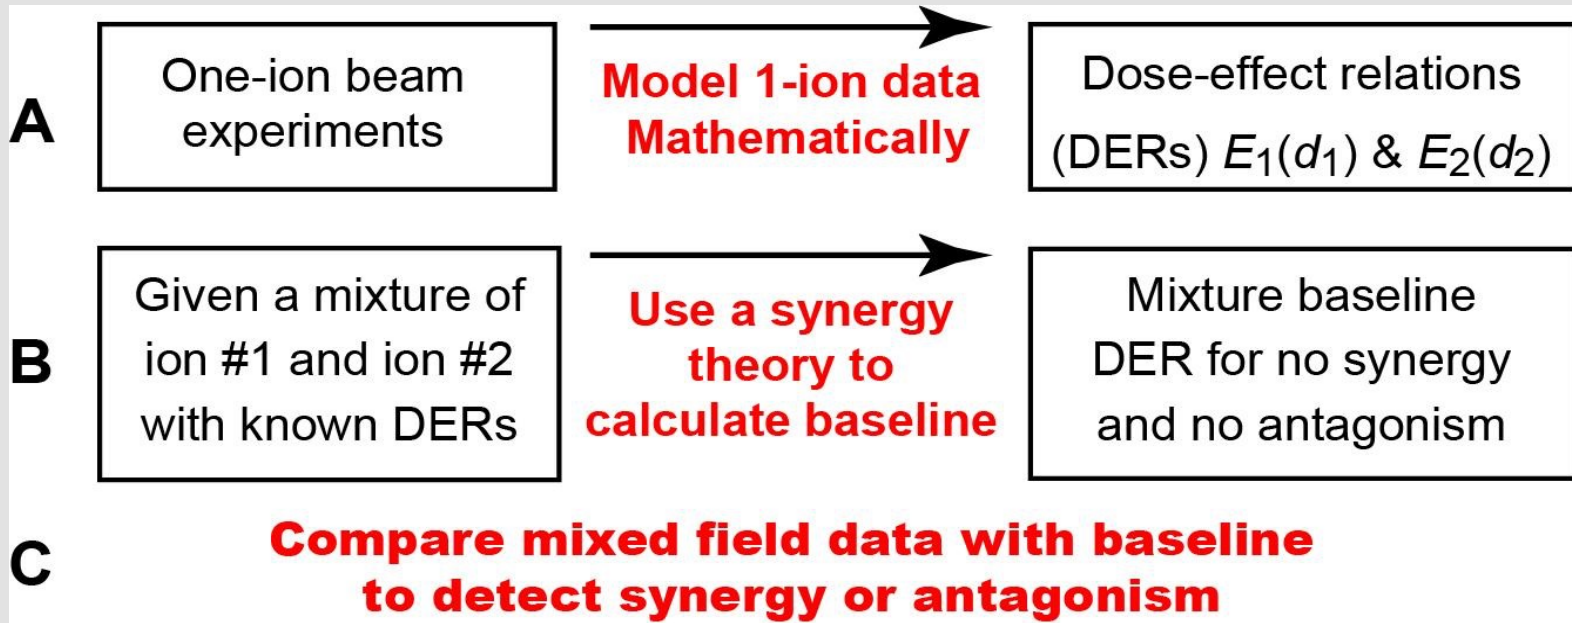 A
One-ion beam
experiments
Model 1-ion data
Mathematically
Dose-effect relations
(DERs) E1(d1) & E2(d2)
B
Given a mixture of
ion #1 and ion #2
with known DERs
Use a synergy
theory to
calculate baseline
Mixture baseline
DER for no synergy
and no antagonism
C
Compare mixed field data with baseline
to detect synergy or antagonism